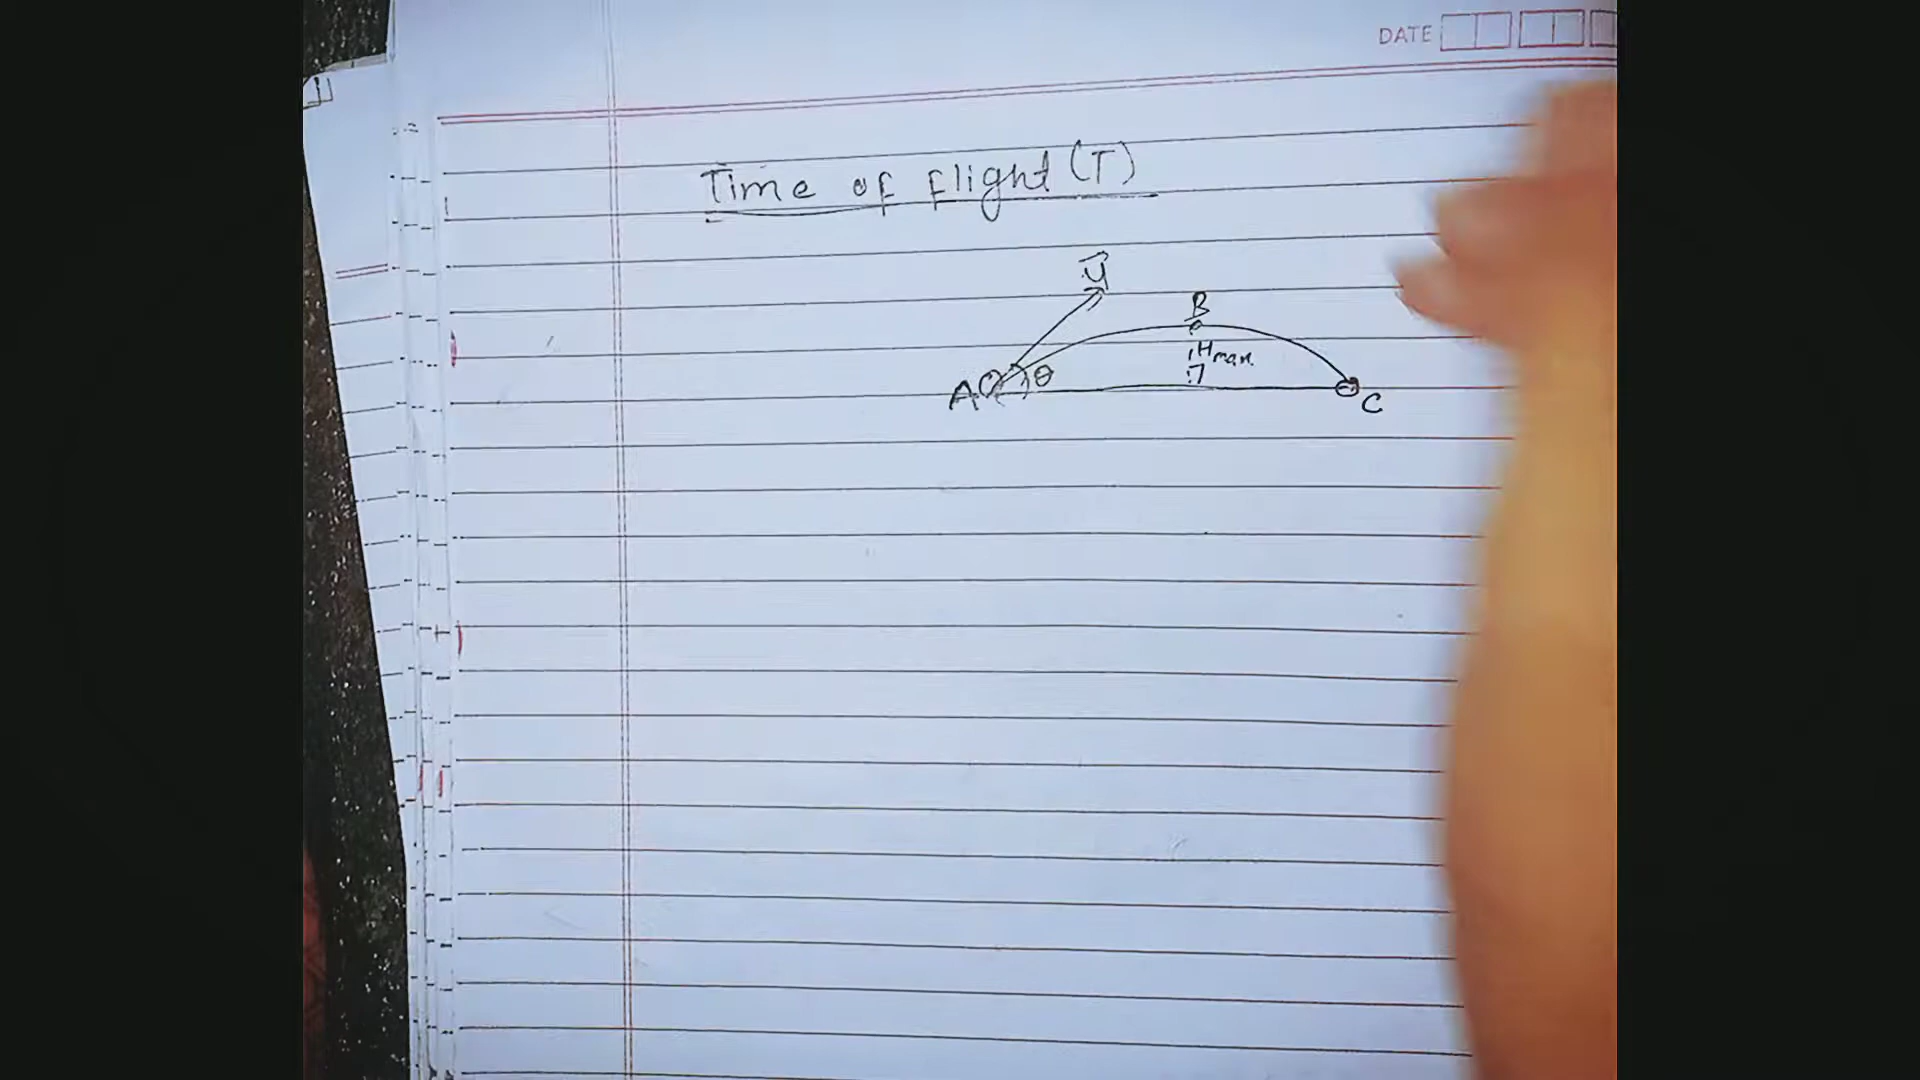 DATE
Time of flight (T)
u
B
Hmax.
A θ
C